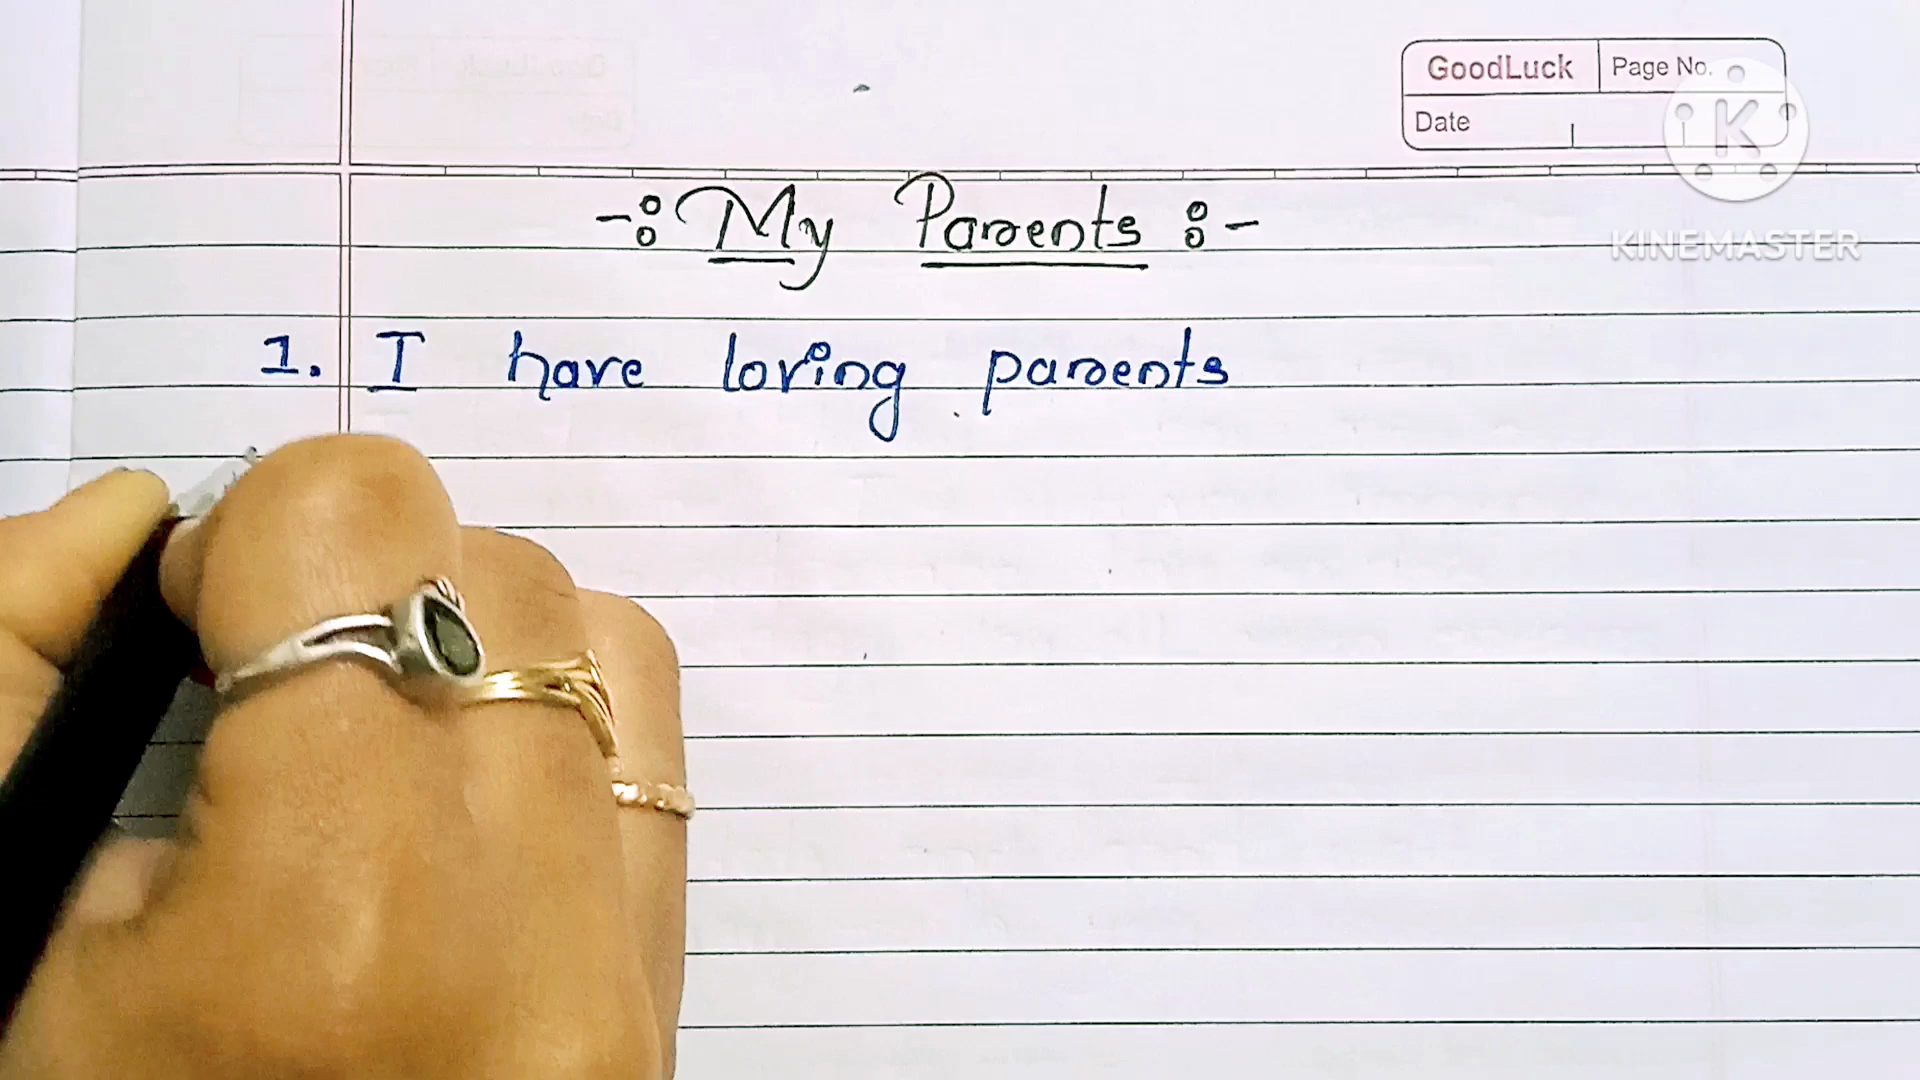 GoodLuck Page No.
Date
K
KINEMASTER
-: My Parents :-
1. I have loving parents